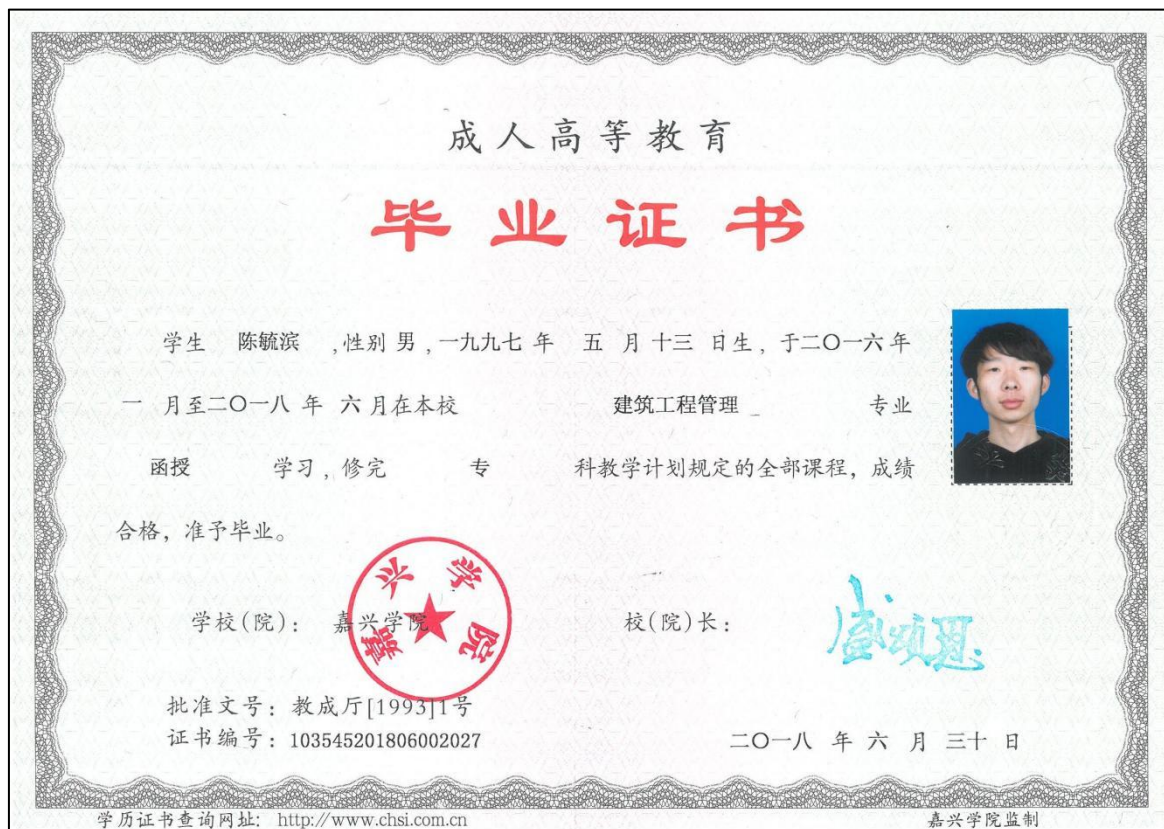 成人高等教育
毕业证书
学生 陈毓滨 ,性别 男 ,一九九七 年 五 月 十三 日生, 于二〇一六年
一 月至二〇一八 年 六 月在本校 建筑工程管理 专业
函授 学习, 修完 专 科教学计划规定的全部课程, 成绩
合格, 准予毕业。
嘉兴学院
学校(院): 嘉兴学院 校(院)长: 盛颂恩
批准文号: 教成厅[1993]1号
证书编号: 103545201806002027 二〇一八 年 六 月 三十 日
学历证书查询网址: http://www.chsi.com.cn 嘉兴学院监制